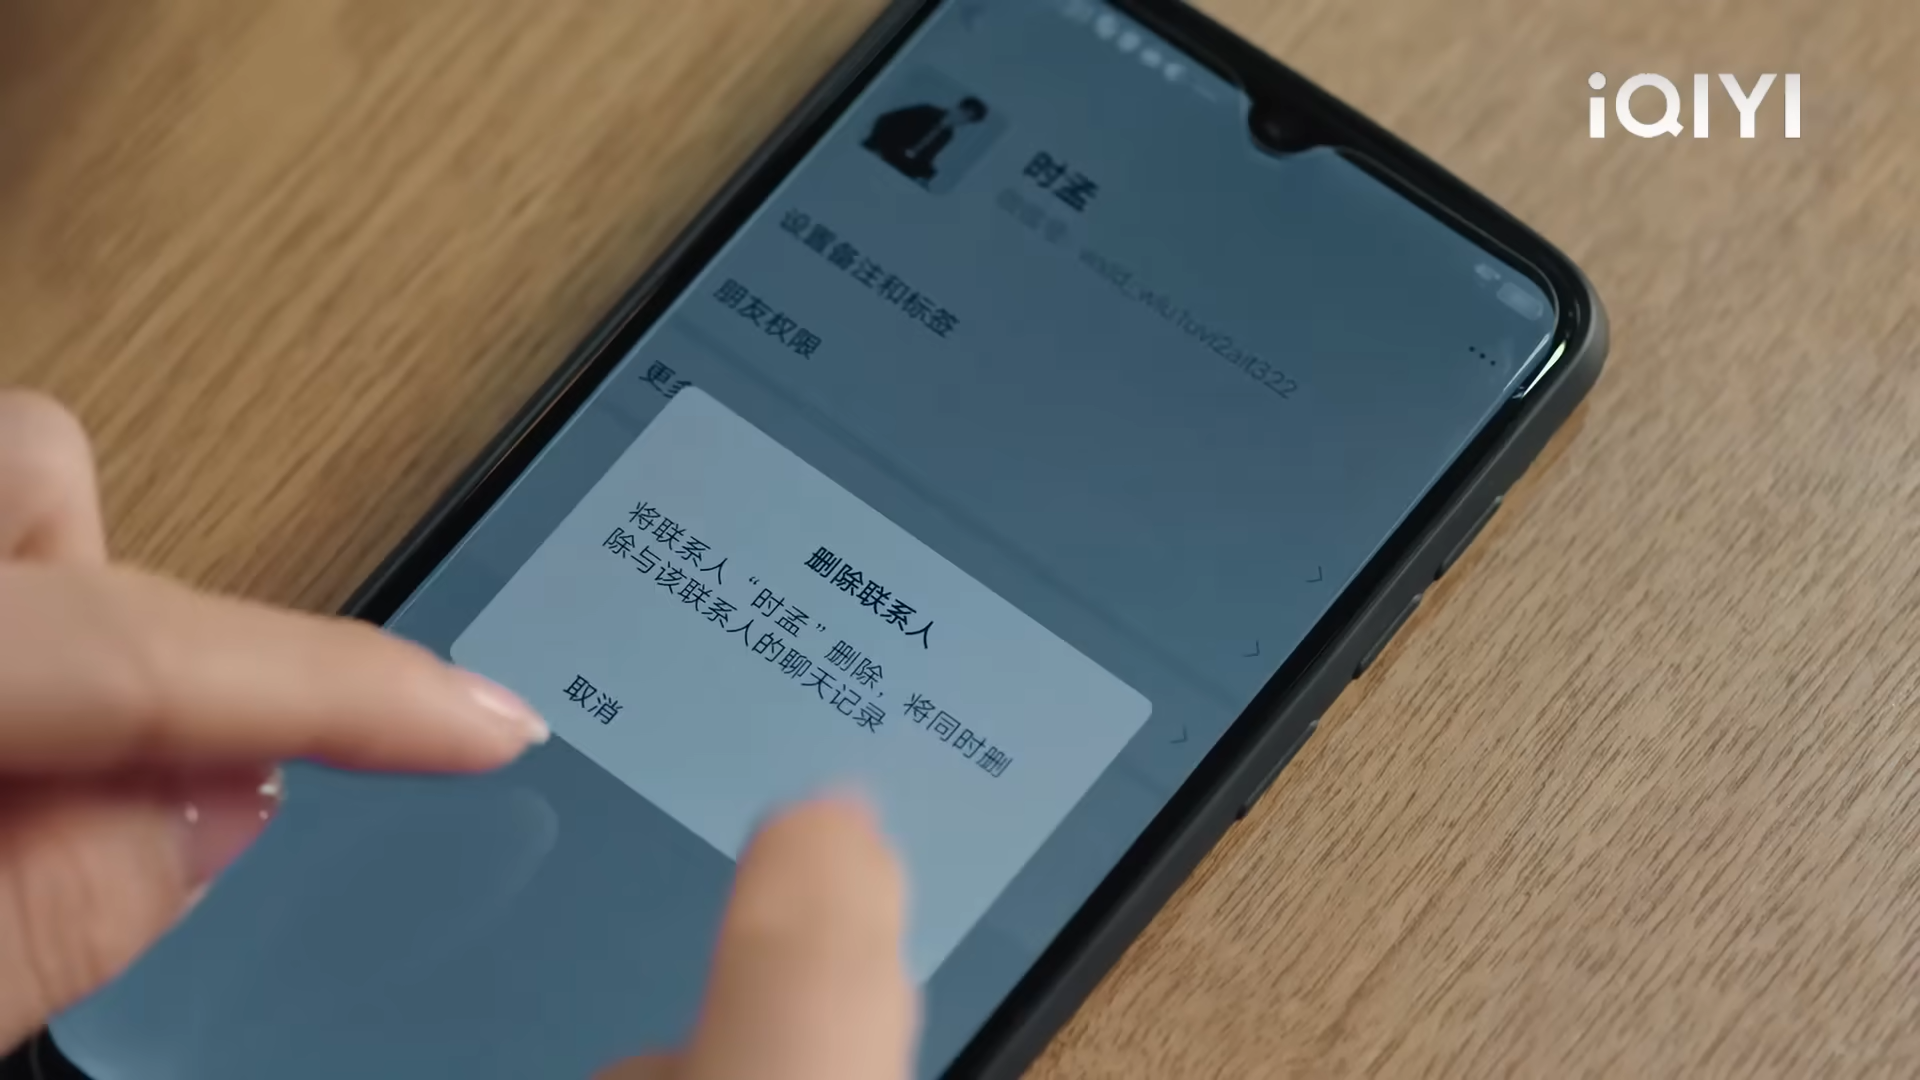 iQIYI
时孟
设置备注和标签
朋友权限
更多
删除联系人
将联系人“时孟”删除，将同时删
除与该联系人的聊天记录
取消